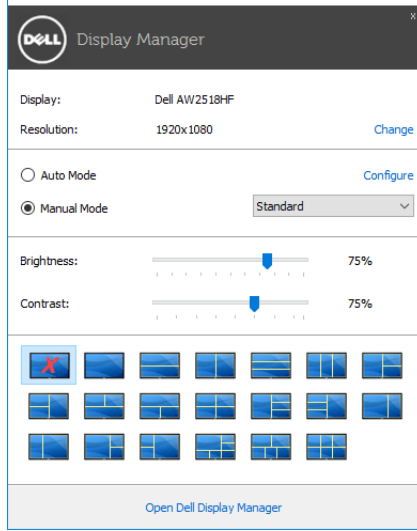 x
DELL Display Manager
Display: Dell AW2518HF
Resolution: 1920x1080 Change
Auto Mode Configure
Manual Mode Standard
Brightness: 75%
Contrast: 75%
X
Open Dell Display Manager